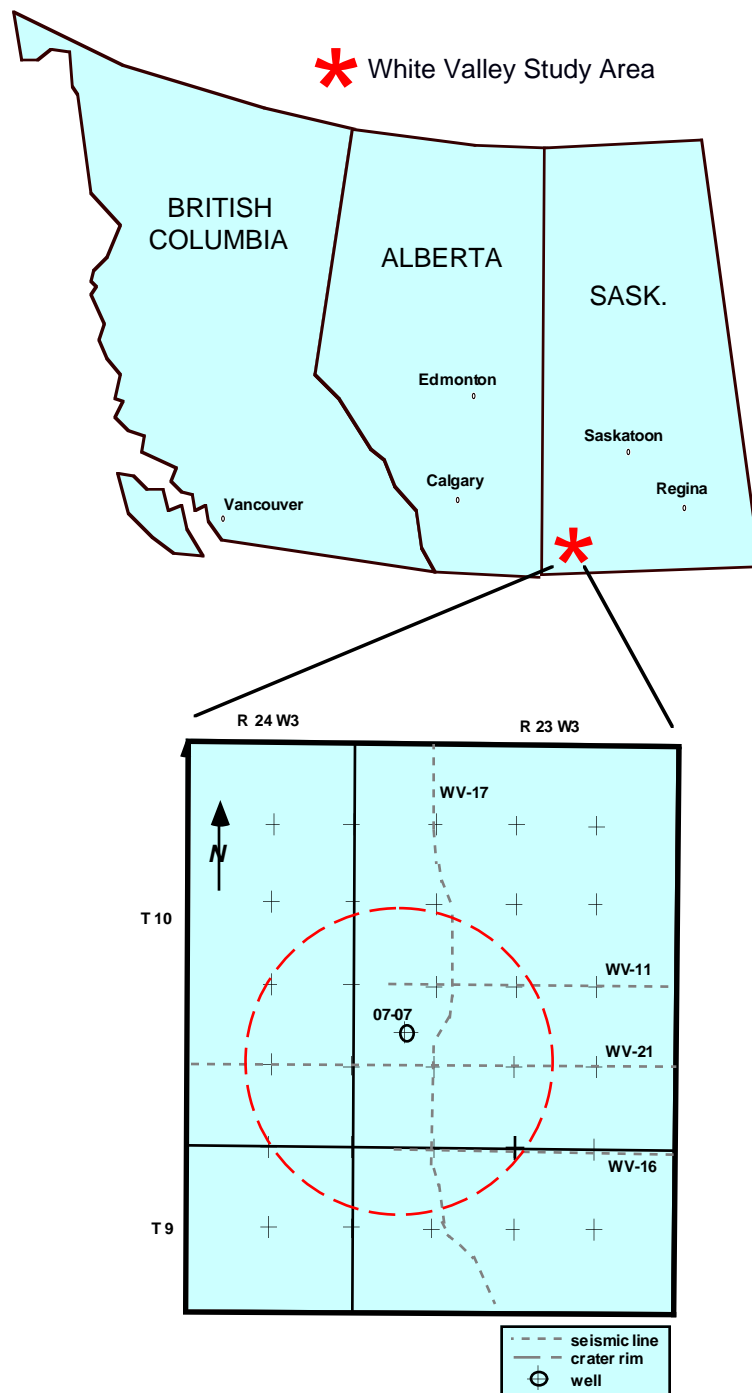 White Valley Study Area
BRITISH
COLUMBIA
ALBERTA
SASK.
Edmonton
Saskatoon
Calgary
Regina
Vancouver
R 24 W3
R 23 W3
WV-17
N
T 10
WV-11
07-07
WV-21
WV-16
T 9
seismic line
crater rim
well